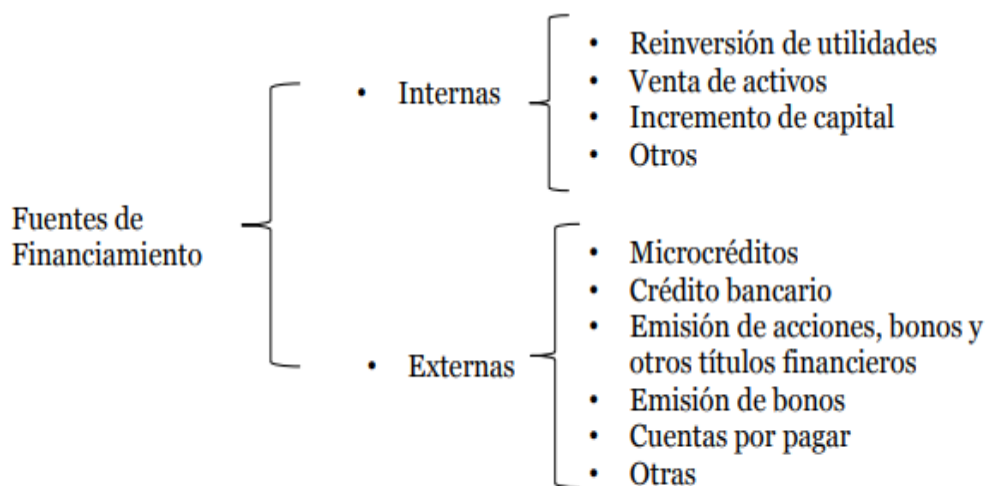 Fuentes de
Financiamiento
• Internas
• Reinversión de utilidades
• Venta de activos
• Incremento de capital
• Otros
• Externas
• Microcréditos
• Crédito bancario
• Emisión de acciones, bonos y
otros títulos financieros
• Emisión de bonos
• Cuentas por pagar
• Otras